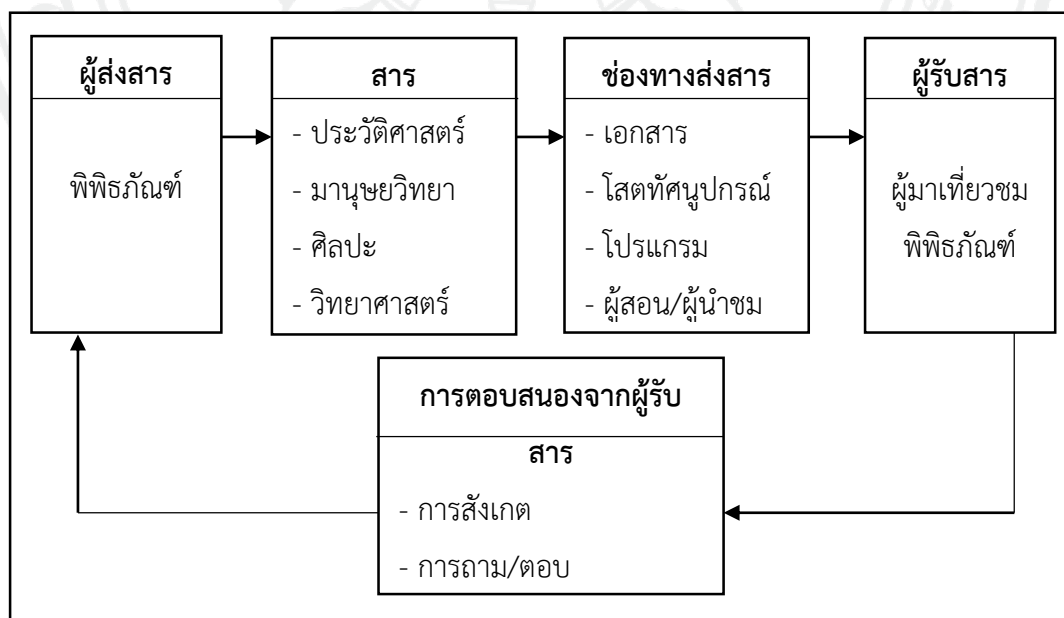 ผู้ส่งสาร
พิพิธภัณฑ์
สาร
- ประวัติศาสตร์
- มานุษยวิทยา
- ศิลปะ
- วิทยาศาสตร์
ช่องทางส่งสาร
- เอกสาร
- โสตทัศนูปกรณ์
- โปรแกรม
- ผู้สอน/ผู้นำชม
ผู้รับสาร
ผู้มาเที่ยวชม
พิพิธภัณฑ์
การตอบสนองจากผู้รับ
สาร
- การสังเกต
- การถาม/ตอบ